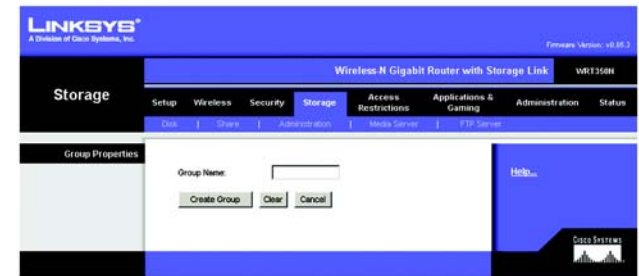 LINKSYS®
A Division of Cisco Systems, Inc.
Firmware Version: v0.85.3
Wireless-N Gigabit Router with Storage Link WRT350N
Storage
Setup Wireless Security Storage Access Restrictions Applications & Gaming Administration Status
Disk | Share | Administration | Media Server | FTP Server
Group Properties
Group Name:
Help...
Create Group Clear Cancel
CISCO SYSTEMS